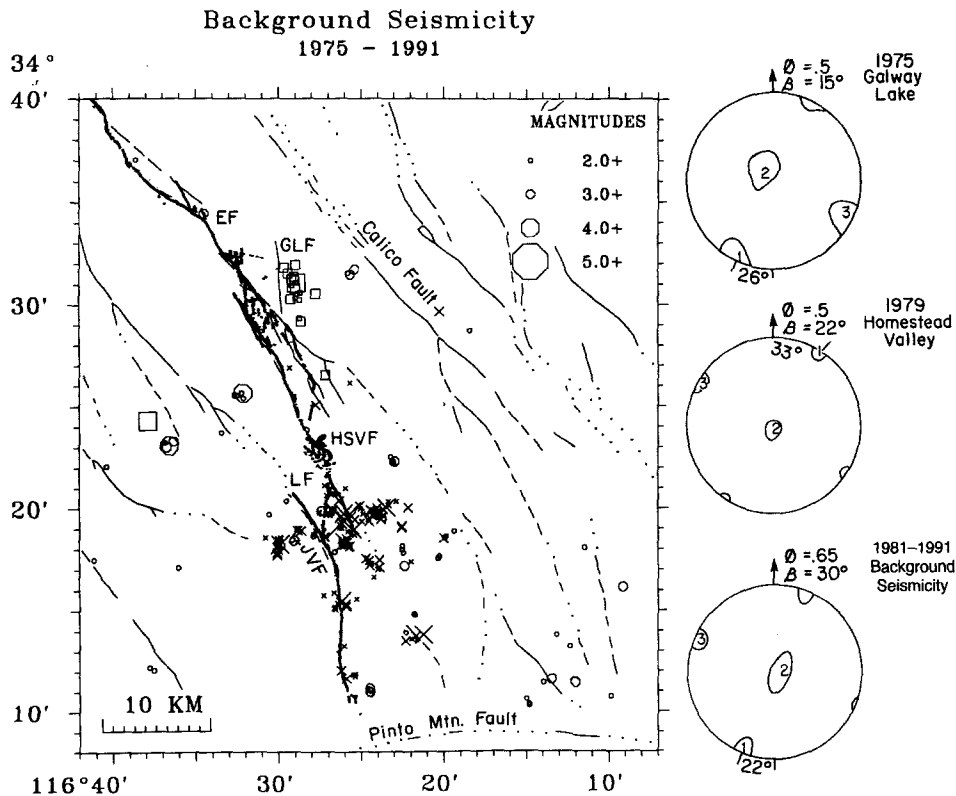 Background Seismicity
1975 - 1991
34°
40'
30'
20'
10'
116°40'
30'
20'
10'
MAGNITUDES
2.0+
3.0+
4.0+
5.0+
EF
GLF
Calico Fault
HSVF
LF
JVF
10 KM
Pinto Mtn. Fault
Ø = .5
β = 15°
1975
Galway
Lake
2
3
1
26°
Ø = .5
β = 22°
1979
Homestead
Valley
33°
1
3
2
Ø = .65
β = 30°
1981-1991
Background
Seismicity
3
2
1
22°